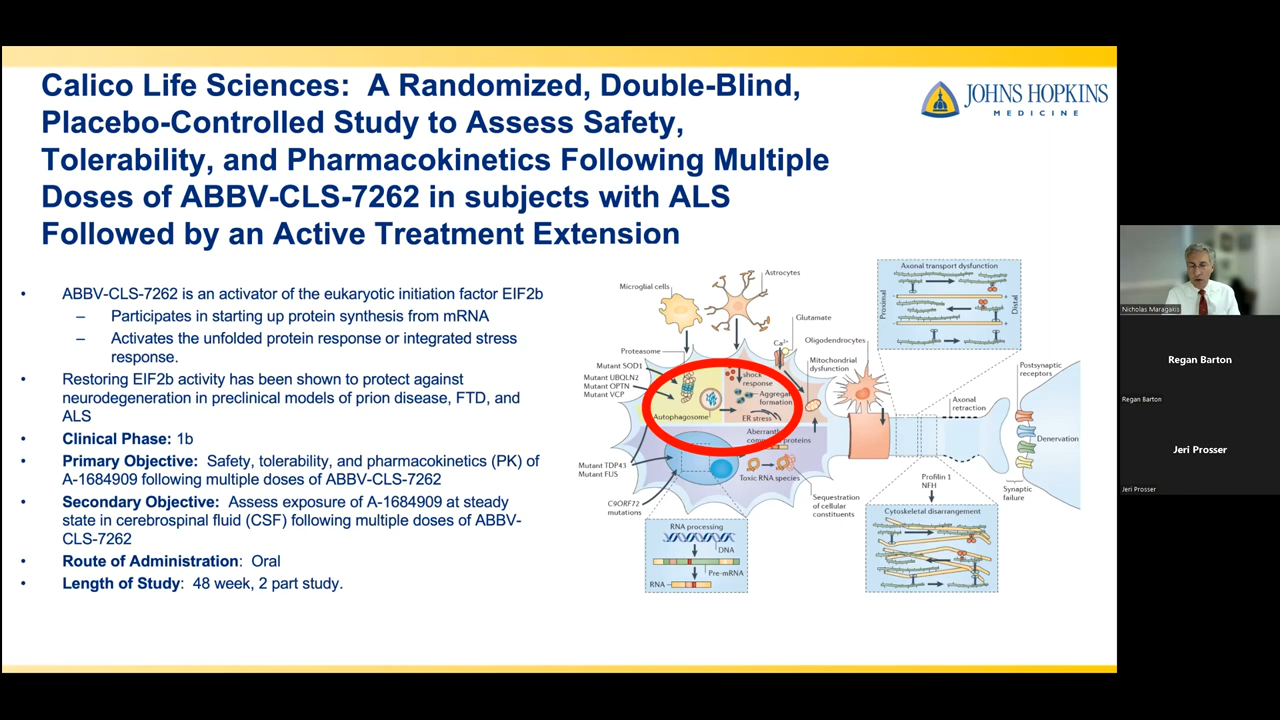 Calico Life Sciences: A Randomized, Double-Blind,
Placebo-Controlled Study to Assess Safety,
Tolerability, and Pharmacokinetics Following Multiple
Doses of ABBV-CLS-7262 in subjects with ALS
Followed by an Active Treatment Extension
JOHNS HOPKINS
MEDICINE
• ABBV-CLS-7262 is an activator of the eukaryotic initiation factor EIF2b
– Participates in starting up protein synthesis from mRNA
– Activates the unfolded protein response or integrated stress
response.
• Restoring EIF2b activity has been shown to protect against
neurodegeneration in preclinical models of prion disease, FTD, and
ALS
• Clinical Phase: 1b
• Primary Objective: Safety, tolerability, and pharmacokinetics (PK) of
A-1684909 following multiple doses of ABBV-CLS-7262
• Secondary Objective: Assess exposure of A-1684909 at steady
state in cerebrospinal fluid (CSF) following multiple doses of ABBV-
CLS-7262
• Route of Administration: Oral
• Length of Study: 48 week, 2 part study.
Astrocytes
Microglial cells
Glutamate
Ca2+
Proteasome
Mutant SOD1
Mutant UBQLN2
Mutant OPTN
Mutant VCP
shock
response
Aggregat
formation
Autophagosome
ER stress
Oligodendrocytes
Mitochondrial
dysfunction
Axonal transport dysfunction
Proximal
Distal
Postsynaptic
receptors
Axonal
retraction
Denervation
Synaptic
failure
Mutant TDP43
Mutant FUS
C9ORF72
mutations
Aberrant
proteins
Toxic RNA species
Sequestration
of cellular
constituents
Profilin 1
NFH
Cytoskeletal disarrangement
RNA processing
DNA
Pre-mRNA
RNA
Nicholas Maragakis
Regan Barton
Regan Barton
Jeri Prosser
Jeri Prosser